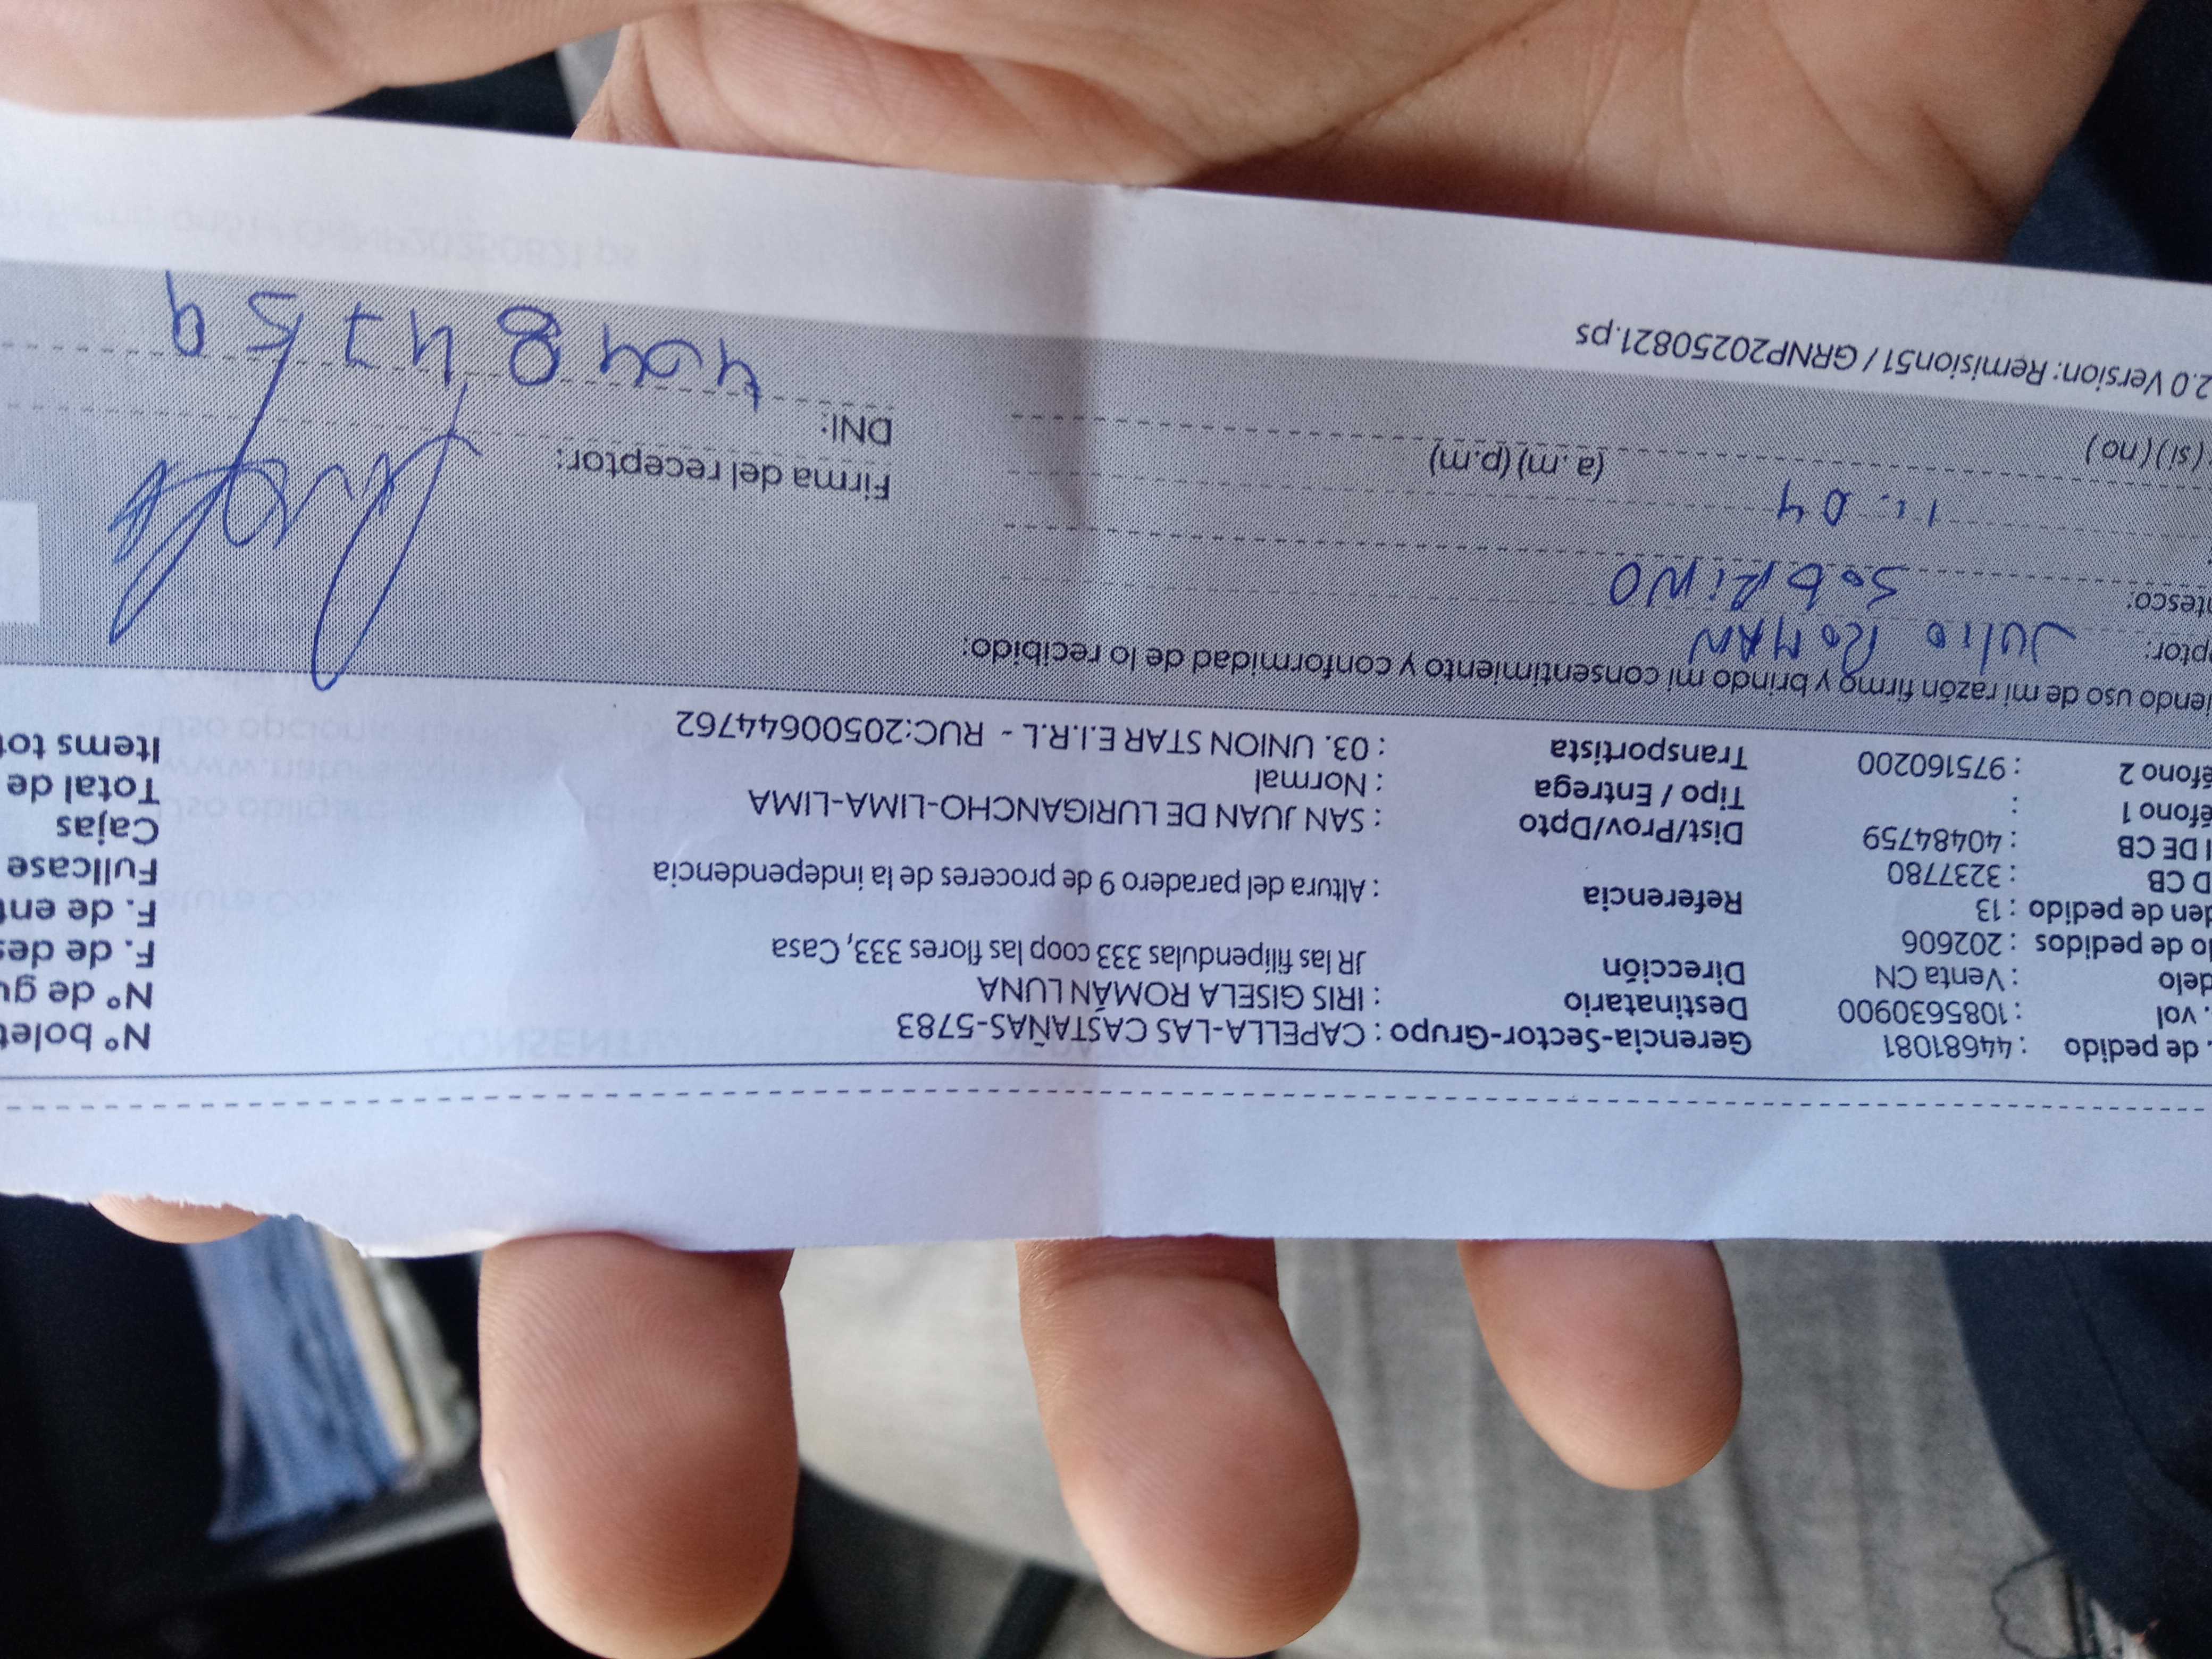 . de pedido : 44681081 Gerencia-Sector-Grupo : CAPELLA-LAS CASTAÑAS-5783 Nº bolet
. vol : 1085630900 Destinatario : IRIS GISELA ROMÁN LUNA Nº de gu
delo : Venta CN Dirección JR las filipendulas 333 coop las flores 333, Casa F. de des
do de pedidos : 202606 F. de ent
den de pedido : 13 Referencia : Altura del paradero 9 de proceres de la independencia Fullcase
D CB : 3237780 Cajas
I DE CB : 40484759 Dist/Prov/Dpto : SAN JUAN DE LURIGANCHO-LIMA-LIMA Total de
éfono 1 : Tipo / Entrega : Normal Items tot
éfono 2 : 975160200 Transportista : 03. UNION STAR E.I.R.L - RUC:20500644762
iendo uso de mi razón firmo y brindo mi consentimiento y conformidad de lo recibido:
ptor: JULIO ROMAN
tesco: SobRiNO
11:04 (a.m) (p.m) Firma del receptor:
(si) (no) DNI: 40484759
2.0 Version: Remision51 / GRNP20250821.ps